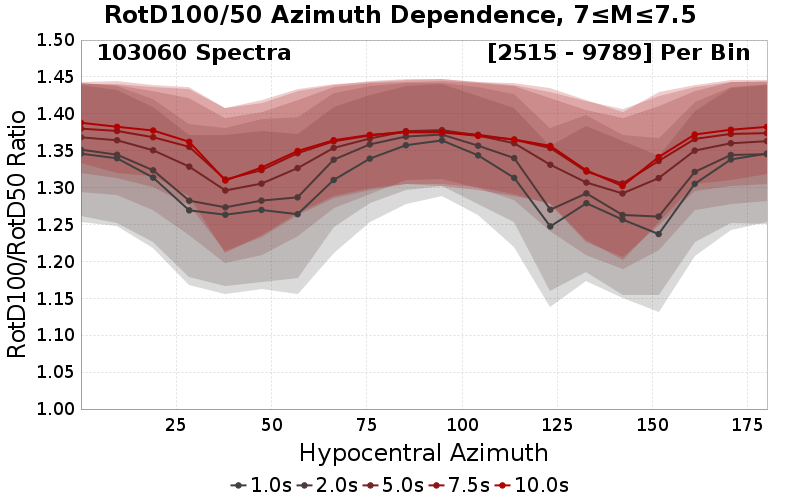 RotD100/50 Azimuth Dependence, 7≤M≤7.5
103060 Spectra
[2515 - 9789] Per Bin
RotD100/RotD50 Ratio
1.50
1.45
1.40
1.35
1.30
1.25
1.20
1.15
1.10
1.05
1.00
25
50
75
100
125
150
175
Hypocentral Azimuth
1.0s
2.0s
5.0s
7.5s
10.0s